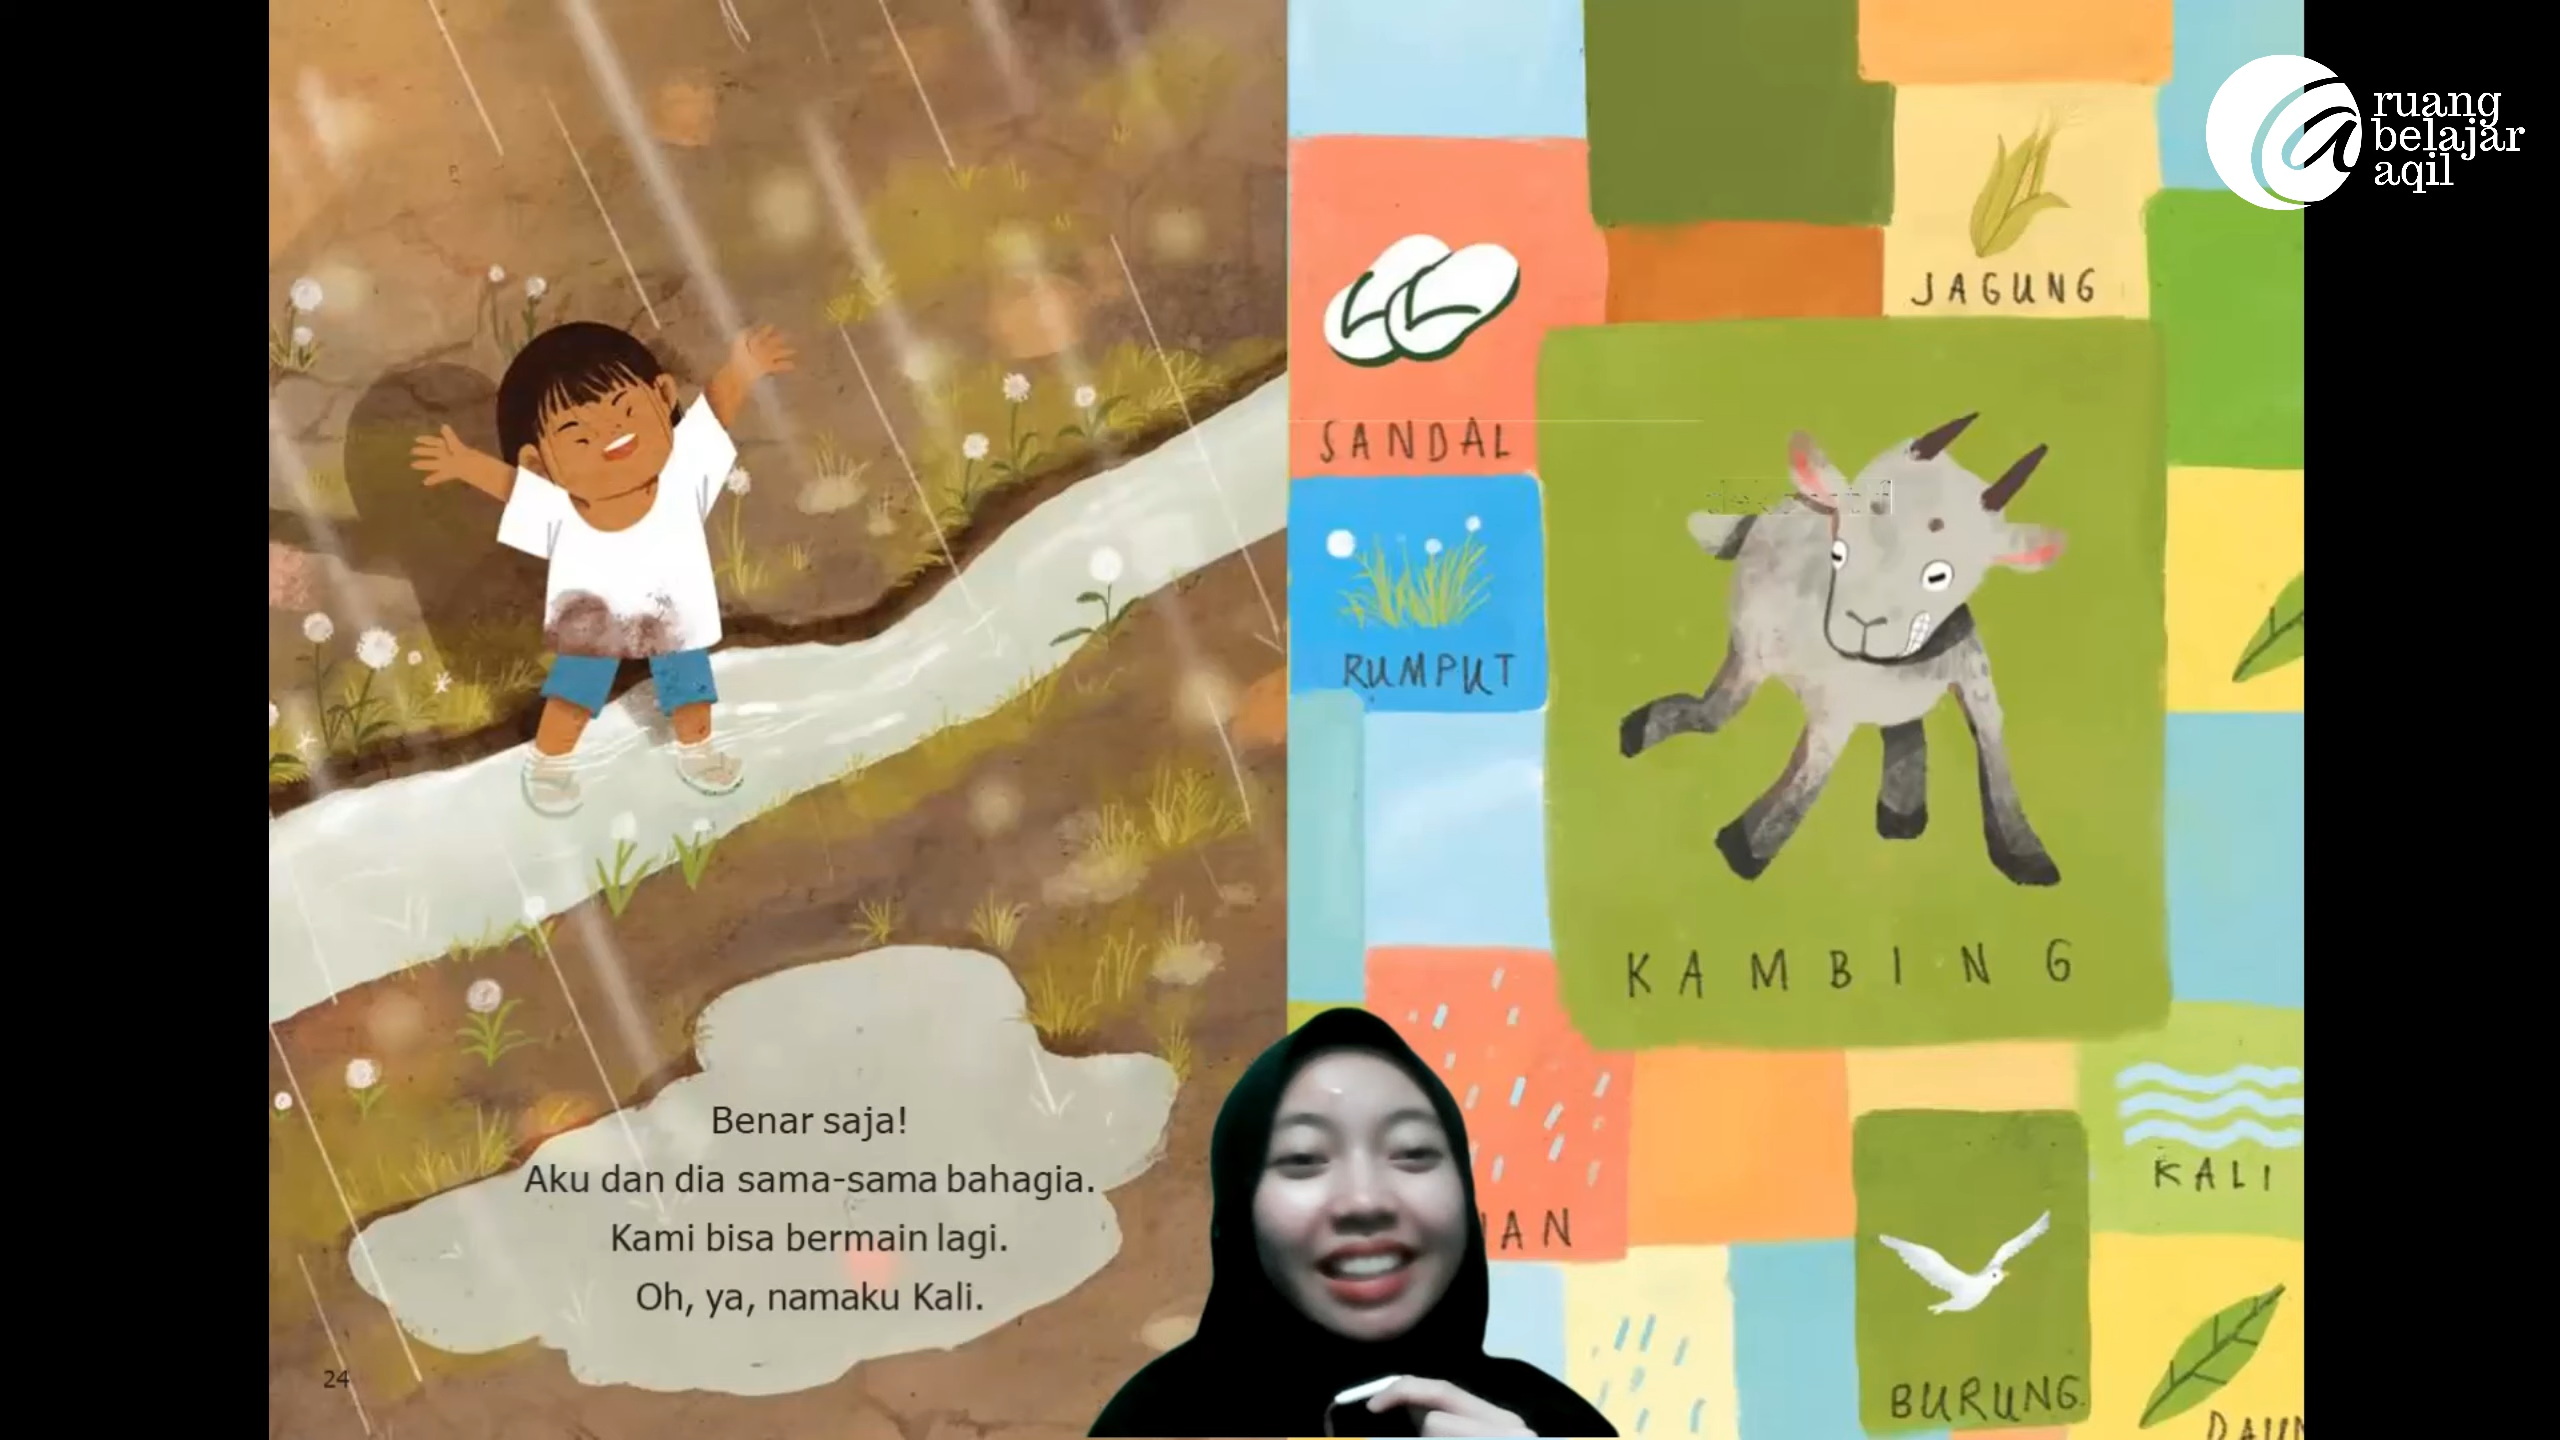 Benar saja!
Aku dan dia sama-sama bahagia.
Kami bisa bermain lagi.
Oh, ya, namaku Kali.
24
JAGUNG
SANDAL
RUMPUT
KAMBING
KALI
BURUNG
ruang
belajar
aqil